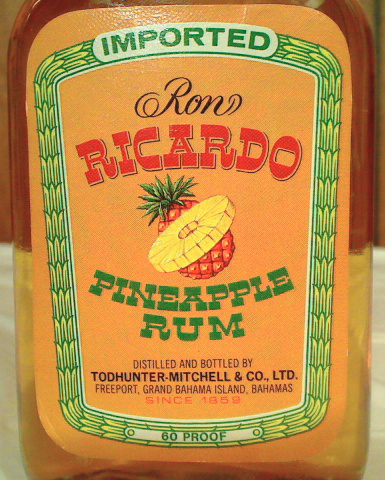 IMPORTED
Ron
RICARDO
PINEAPPLE
RUM
DISTILLED AND BOTTLED BY
TODHUNTER-MITCHELL & CO., LTD.
FREEPORT, GRAND BAHAMA ISLAND, BAHAMAS
SINCE 1859
60 PROOF